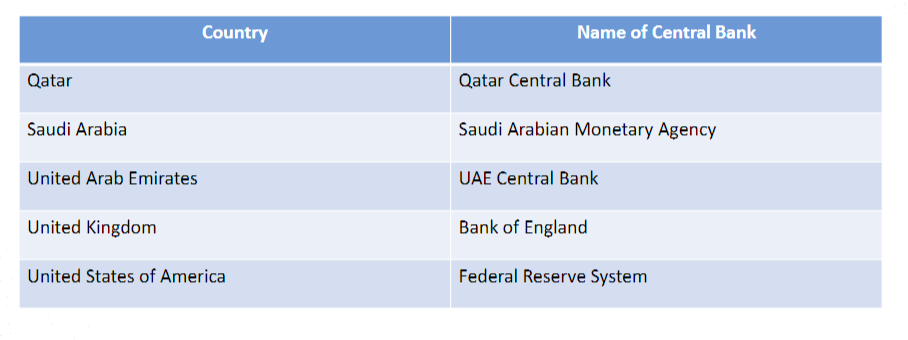 Country Name of Central Bank
Qatar Qatar Central Bank
Saudi Arabia Saudi Arabian Monetary Agency
United Arab Emirates UAE Central Bank
United Kingdom Bank of England
United States of America Federal Reserve System